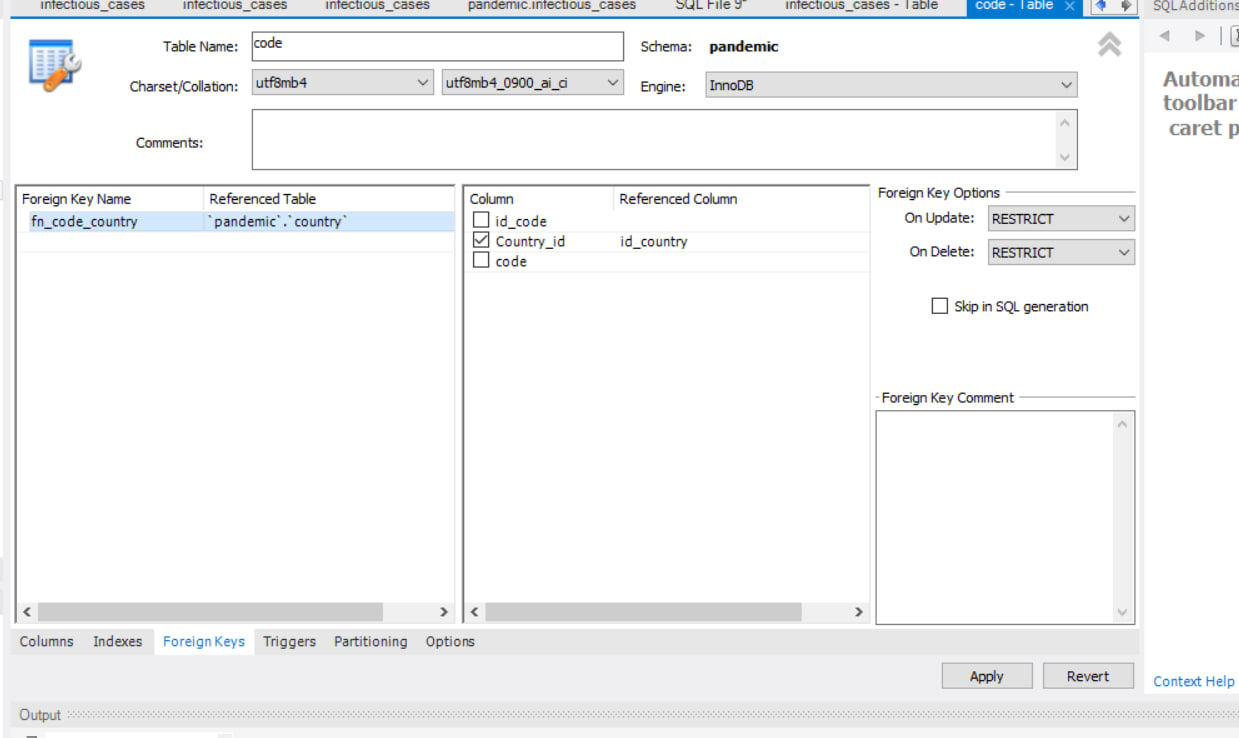 infectious_cases infectious_cases infectious_cases pandemic.infectious_cases SQL File 9* infectious_cases - Table code - Table SQLAdditions
Table Name: code Schema: pandemic
Charset/Collation: utf8mb4 utf8mb4_0900_ai_ci Engine: InnoDB
Comments:
Automa
toolbar
caret p
Foreign Key Name Referenced Table
fn_code_country `pandemic`.`country`
Column Referenced Column
id_code
Country_id id_country
code
Foreign Key Options
On Update: RESTRICT
On Delete: RESTRICT
Skip in SQL generation
Foreign Key Comment
Columns Indexes Foreign Keys Triggers Partitioning Options
Apply Revert
Context Help
Output